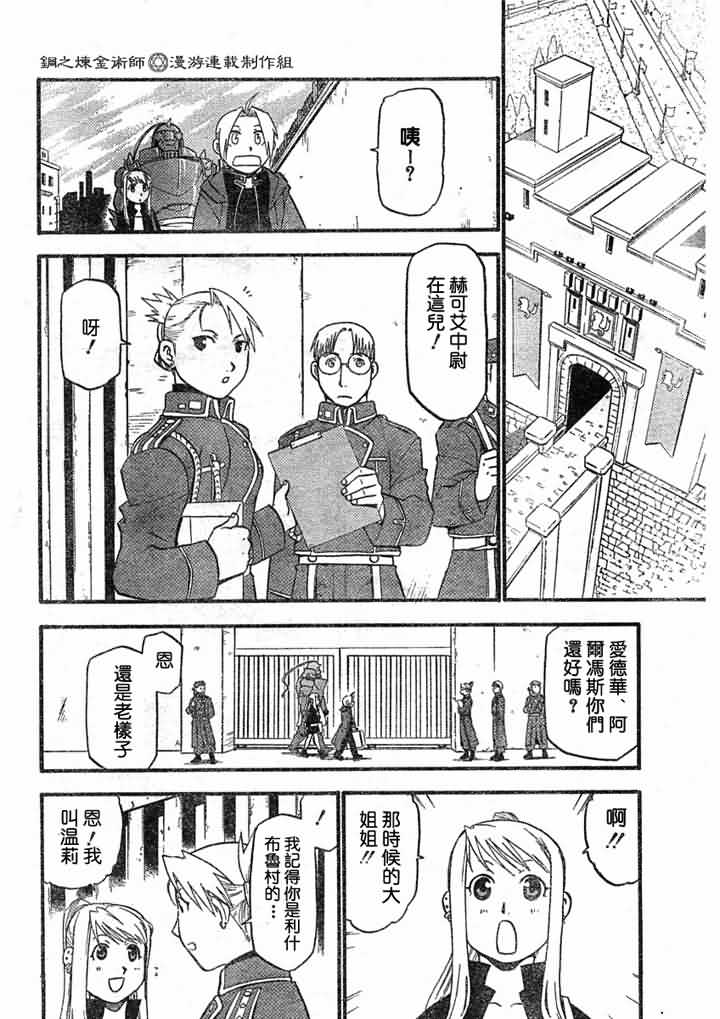 鋼之煉金術師 漫游連載制作組
咦
ー?
赫可艾中尉
在這兒!
呀!
愛德華、阿
爾馮斯你們
還好嗎?
恩
還是老樣子
啊!!
那時候的大
姐姐!!
!
我記得你是利什
布魯村的…
恩!我
叫温莉